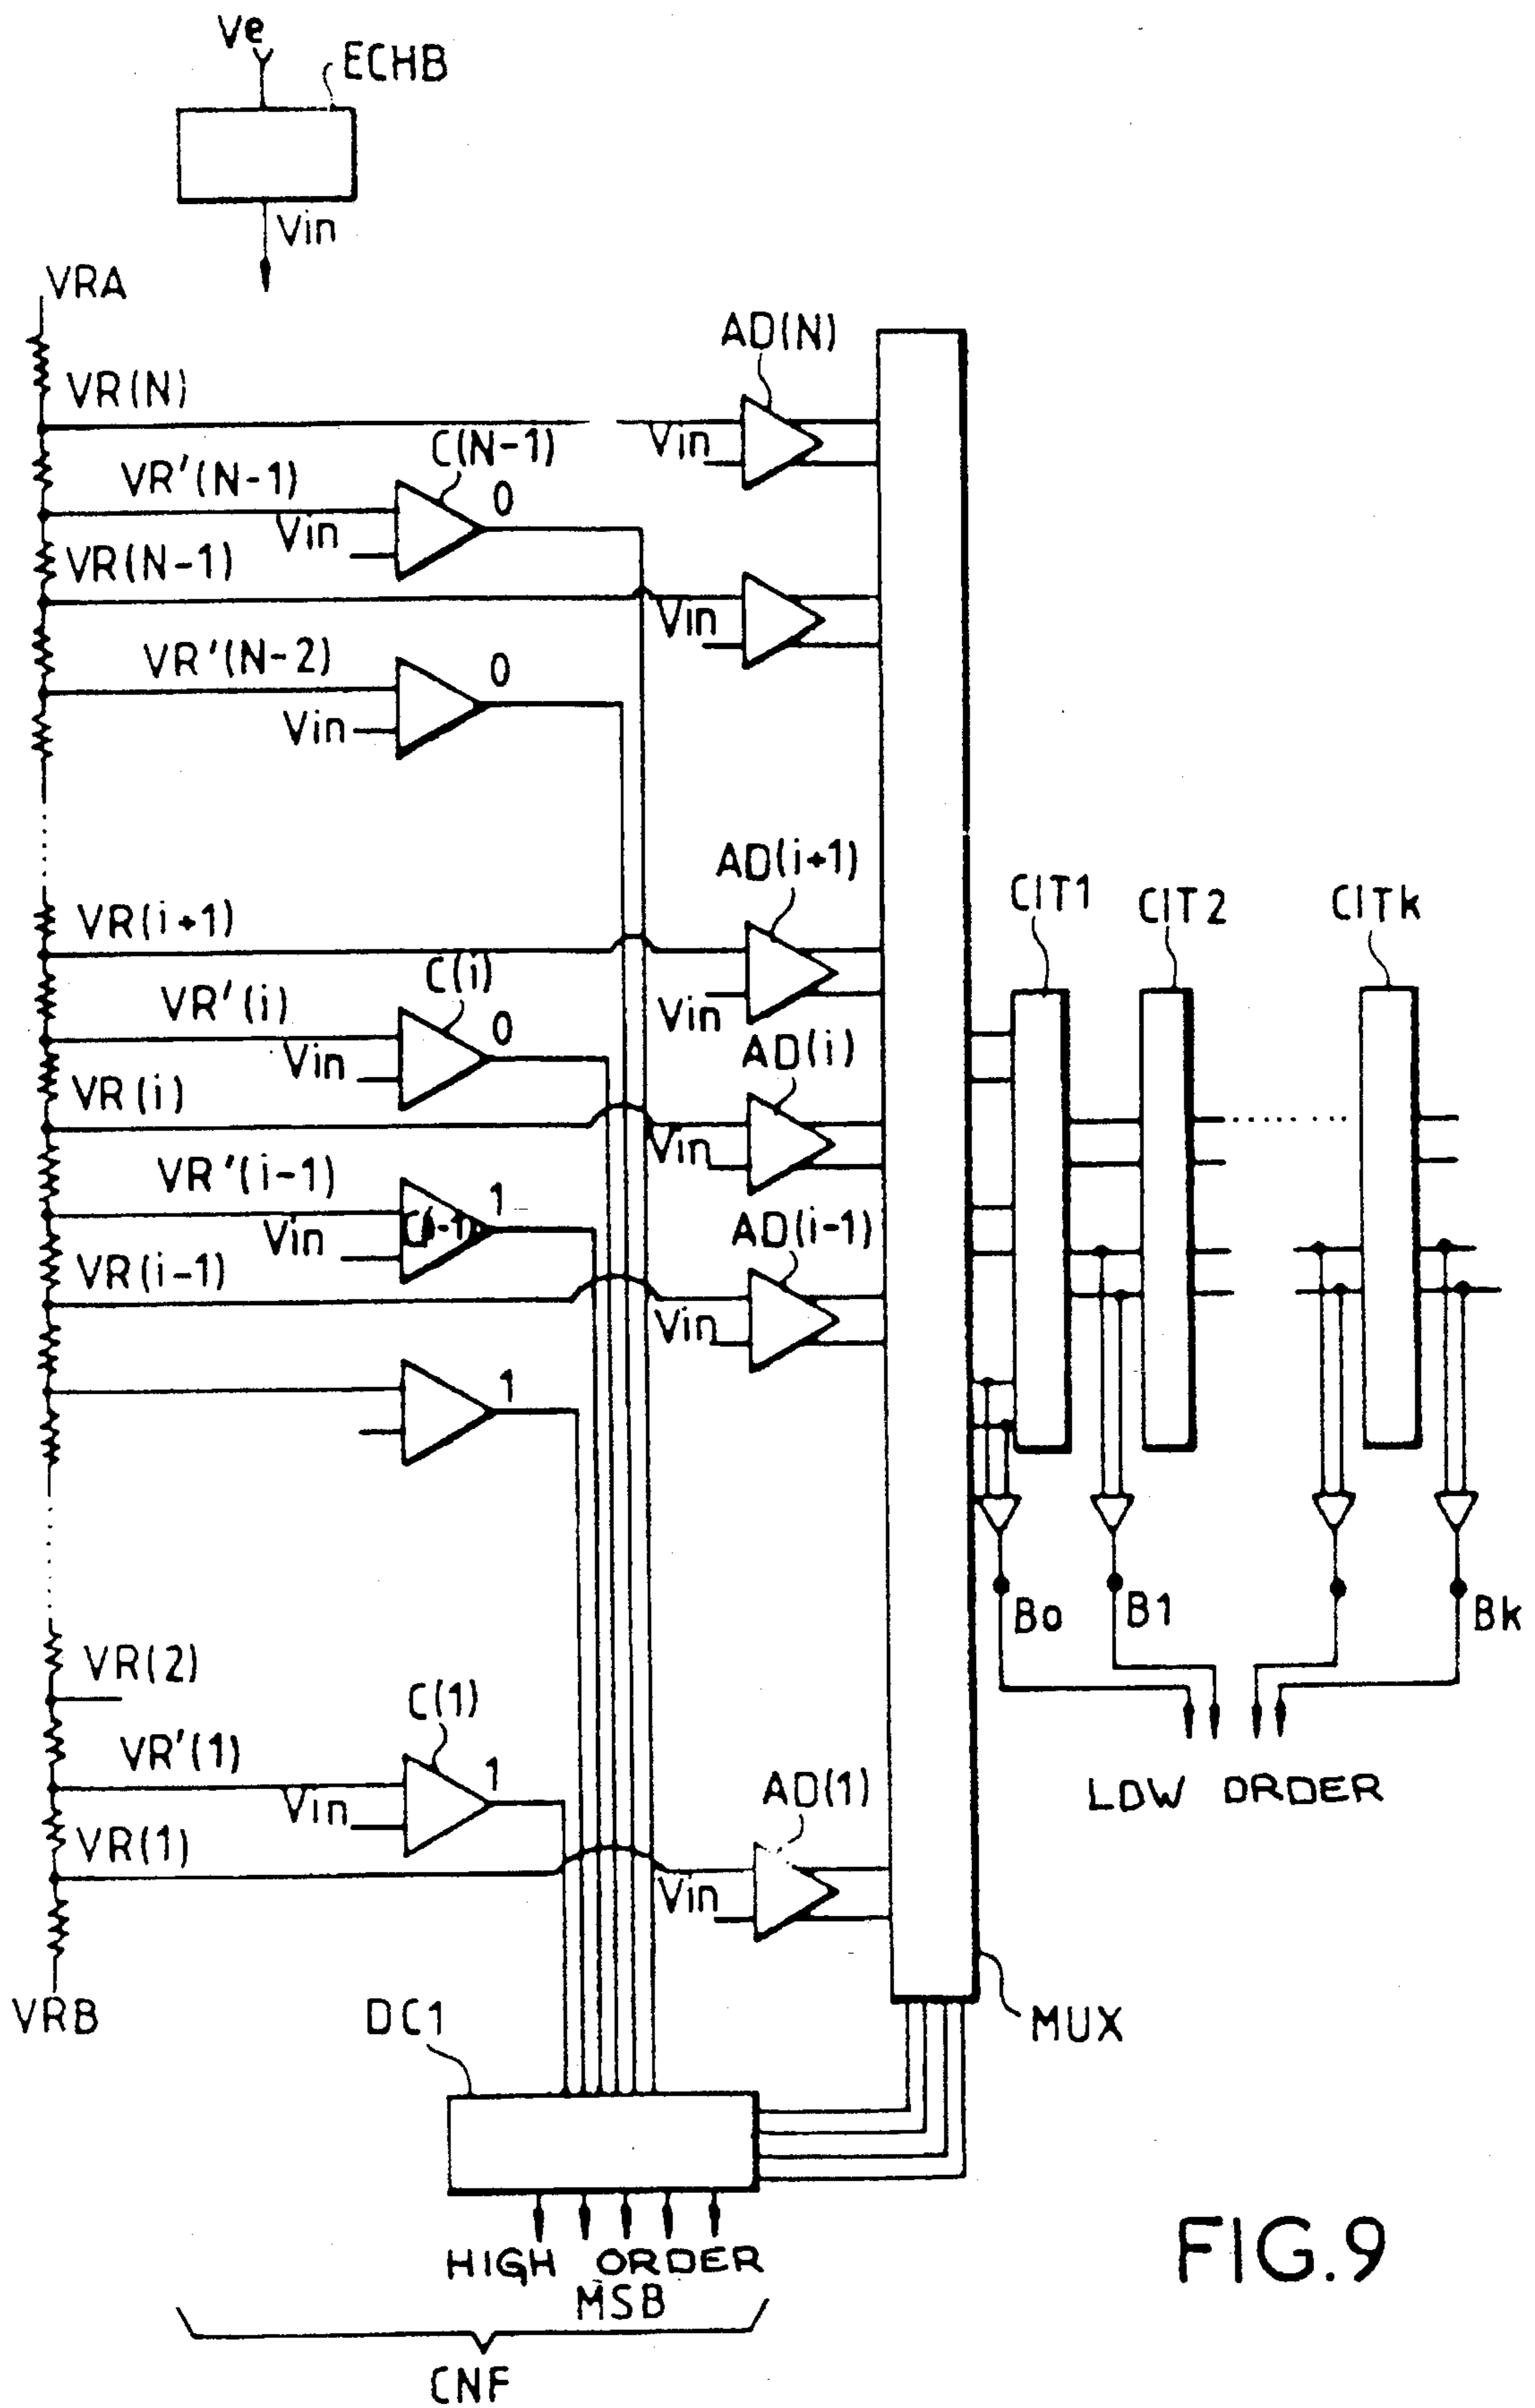 Ve
ECHB
Vin
VRA
AD(N)
VR(N)
Vin
C(N-1)
VR'(N-1)
0
Vin
VR(N-1)
Vin
VR'(N-2)
0
Vin
AD(i+1)
VR(i+1)
CIT1
CIT2
CITk
C(i)
VR'(i)
0
Vin
Vin
AD(i)
VR(i)
Vin
VR'(i-1)
1
Vin
AD(i-1)
VR(i-1)
Vin
1
Bo
B1
Bk
VR(2)
C(1)
VR'(1)
1
Vin
AD(1)
LOW ORDER
VR(1)
Vin
VRB
DC1
MUX
HIGH ORDER
MSB
CNF
FIG.9